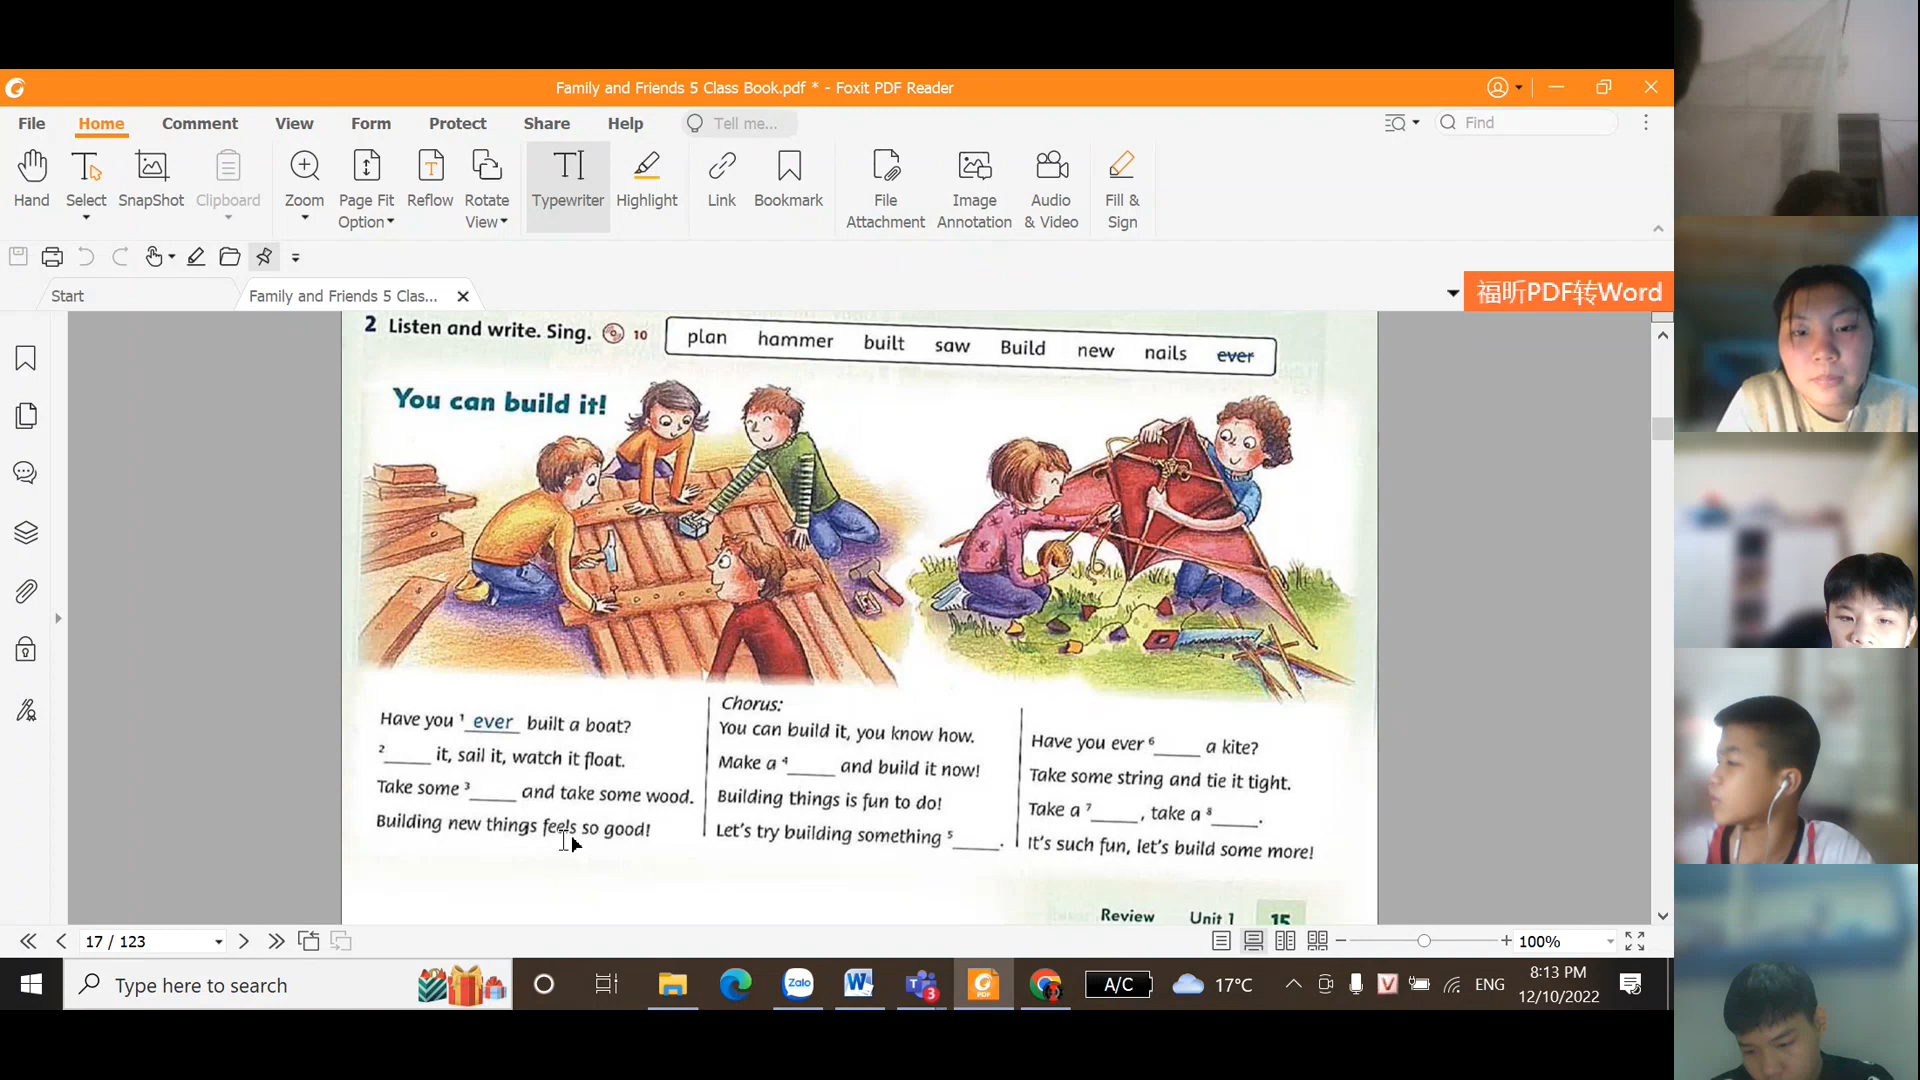 Family and Friends 5 Class Book.pdf * - Foxit PDF Reader
File Home Comment View Form Protect Share Help Tell me... Find
Hand Select SnapShot Clipboard Zoom Page Fit Option Reflow Rotate View Typewriter Highlight Link Bookmark File Attachment Image Annotation Audio & Video Fill & Sign
Start Family and Friends 5 Clas... 福昕PDF转Word
2 Listen and write. Sing. 10
plan hammer built saw Build new nails ever
You can build it!
Have you 1 ever built a boat?
2 ____ it, sail it, watch it float.
Take some 3 ____ and take some wood.
Building new things feels so good!
Chorus:
You can build it, you know how.
Make a 4 ____ and build it now!
Building things is fun to do!
Let's try building something 5 ____.
Have you ever 6 ____ a kite?
Take some string and tie it tight.
Take a 7 ____, take a 8 ____.
It's such fun, let's build some more!
Review Unit 1 15
17 / 123 100%
Type here to search Zalo A/C 17°C ENG 8:13 PM
12/10/2022